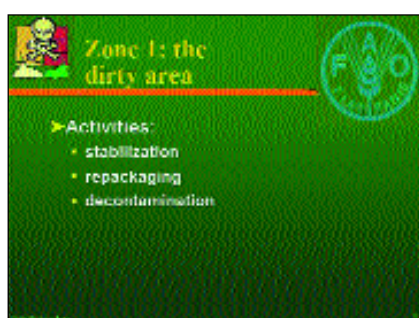 Zone 1: the
dirty area
➤Activities:
• stabilization
• repackaging
• decontamination
F A O